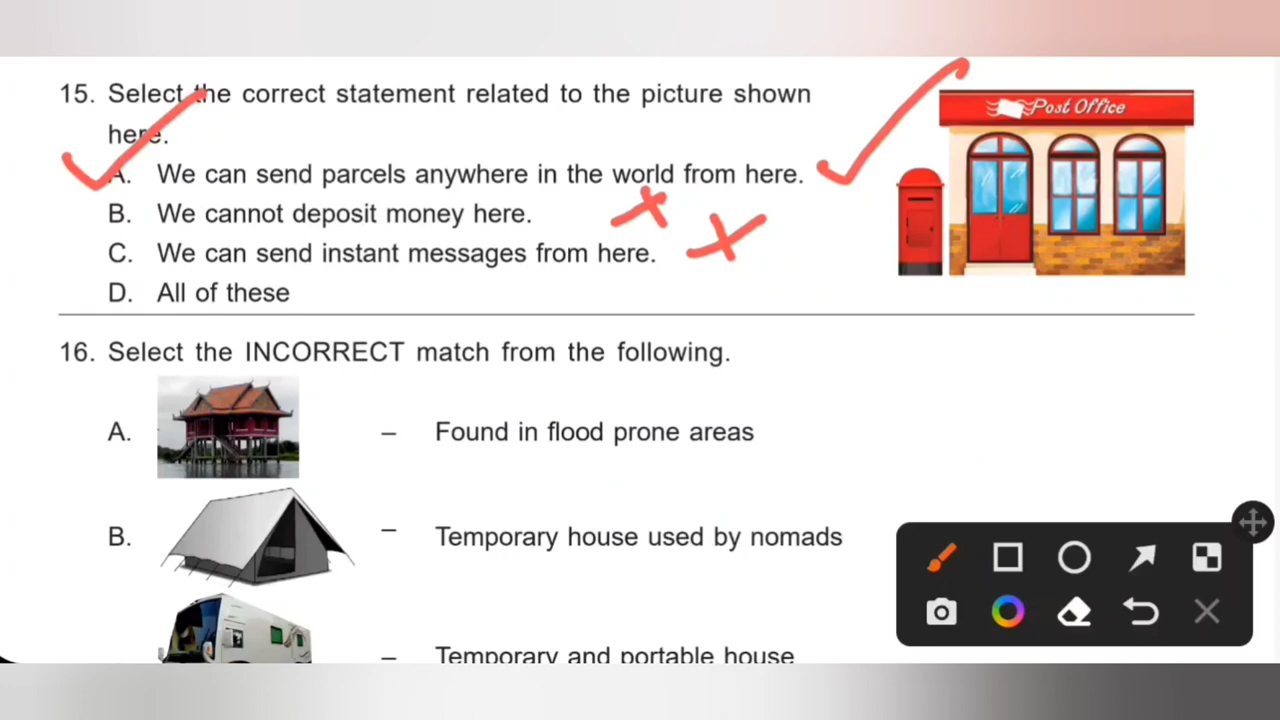 15. Select the correct statement related to the picture shown
here.
Post Office
A. We can send parcels anywhere in the world from here.
B. We cannot deposit money here.
C. We can send instant messages from here.
D. All of these
16. Select the INCORRECT match from the following.
A. – Found in flood prone areas
B. – Temporary house used by nomads
– Temporary and portable house